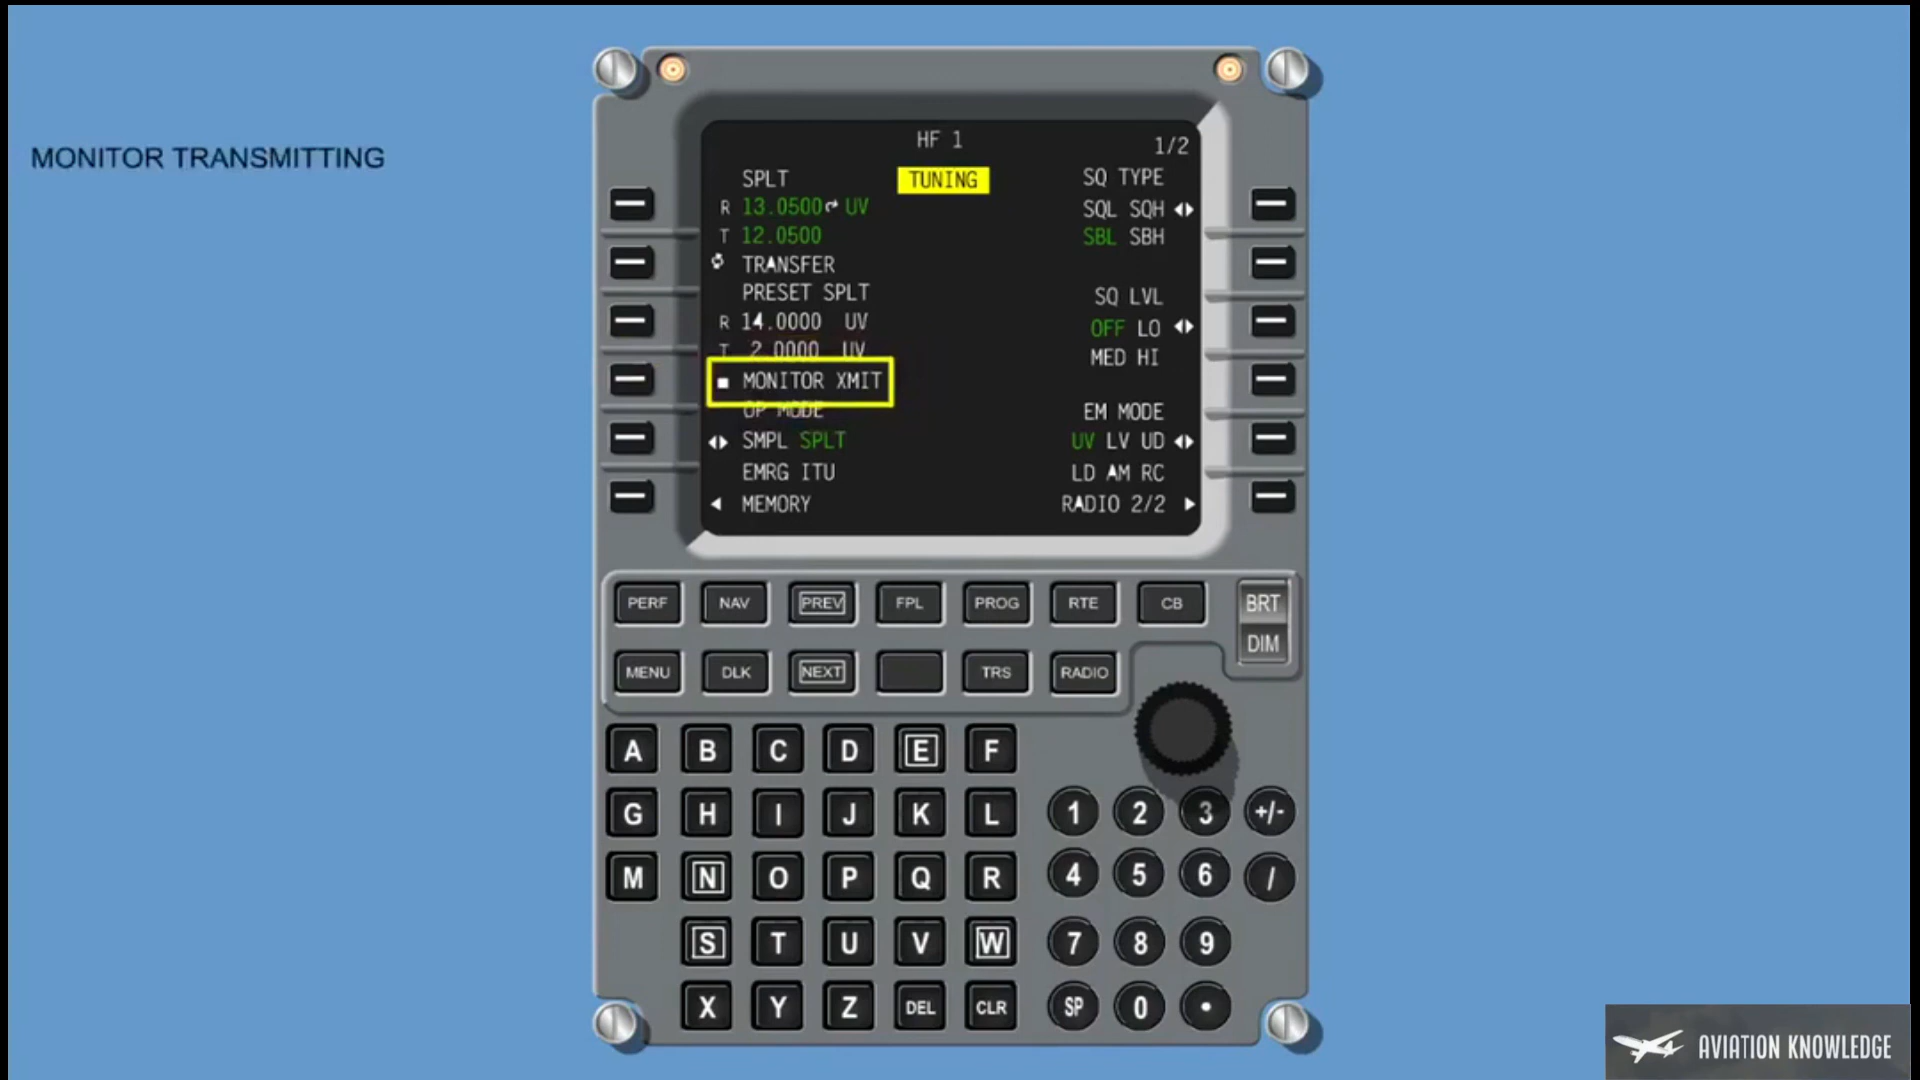 MONITOR TRANSMITTING
HF 1
1/2
SPLT
TUNING
SQ TYPE
R 13.0500 UV
SQL SQH
T 12.0500
SBL SBH
TRANSFER
PRESET SPLT
SQ LVL
R 14.0000 UV
OFF LO
T 2.0000 UV
MED HI
MONITOR XMIT
OP MODE
EM MODE
SMPL SPLT
UV LV UD
EMRG ITU
LD AM RC
MEMORY
RADIO 2/2
PERF NAV PREV FPL PROG RTE CB BRT
DIM
MENU DLK NEXT TRS RADIO
A B C D E F
G H I J K L 1 2 3 +/-
M N O P Q R 4 5 6 /
S T U V W 7 8 9
X Y Z DEL CLR SP 0 •
AVIATION KNOWLEDGE